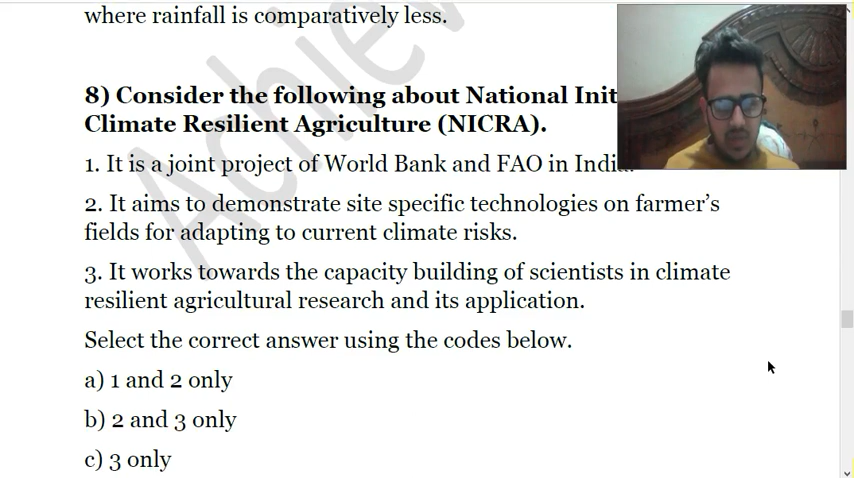 where rainfall is comparatively less.
8) Consider the following about National Init
Climate Resilient Agriculture (NICRA).
1. It is a joint project of World Bank and FAO in India.
2. It aims to demonstrate site specific technologies on farmer's
fields for adapting to current climate risks.
3. It works towards the capacity building of scientists in climate
resilient agricultural research and its application.
Select the correct answer using the codes below.
a) 1 and 2 only
b) 2 and 3 only
c) 3 only
Achiev